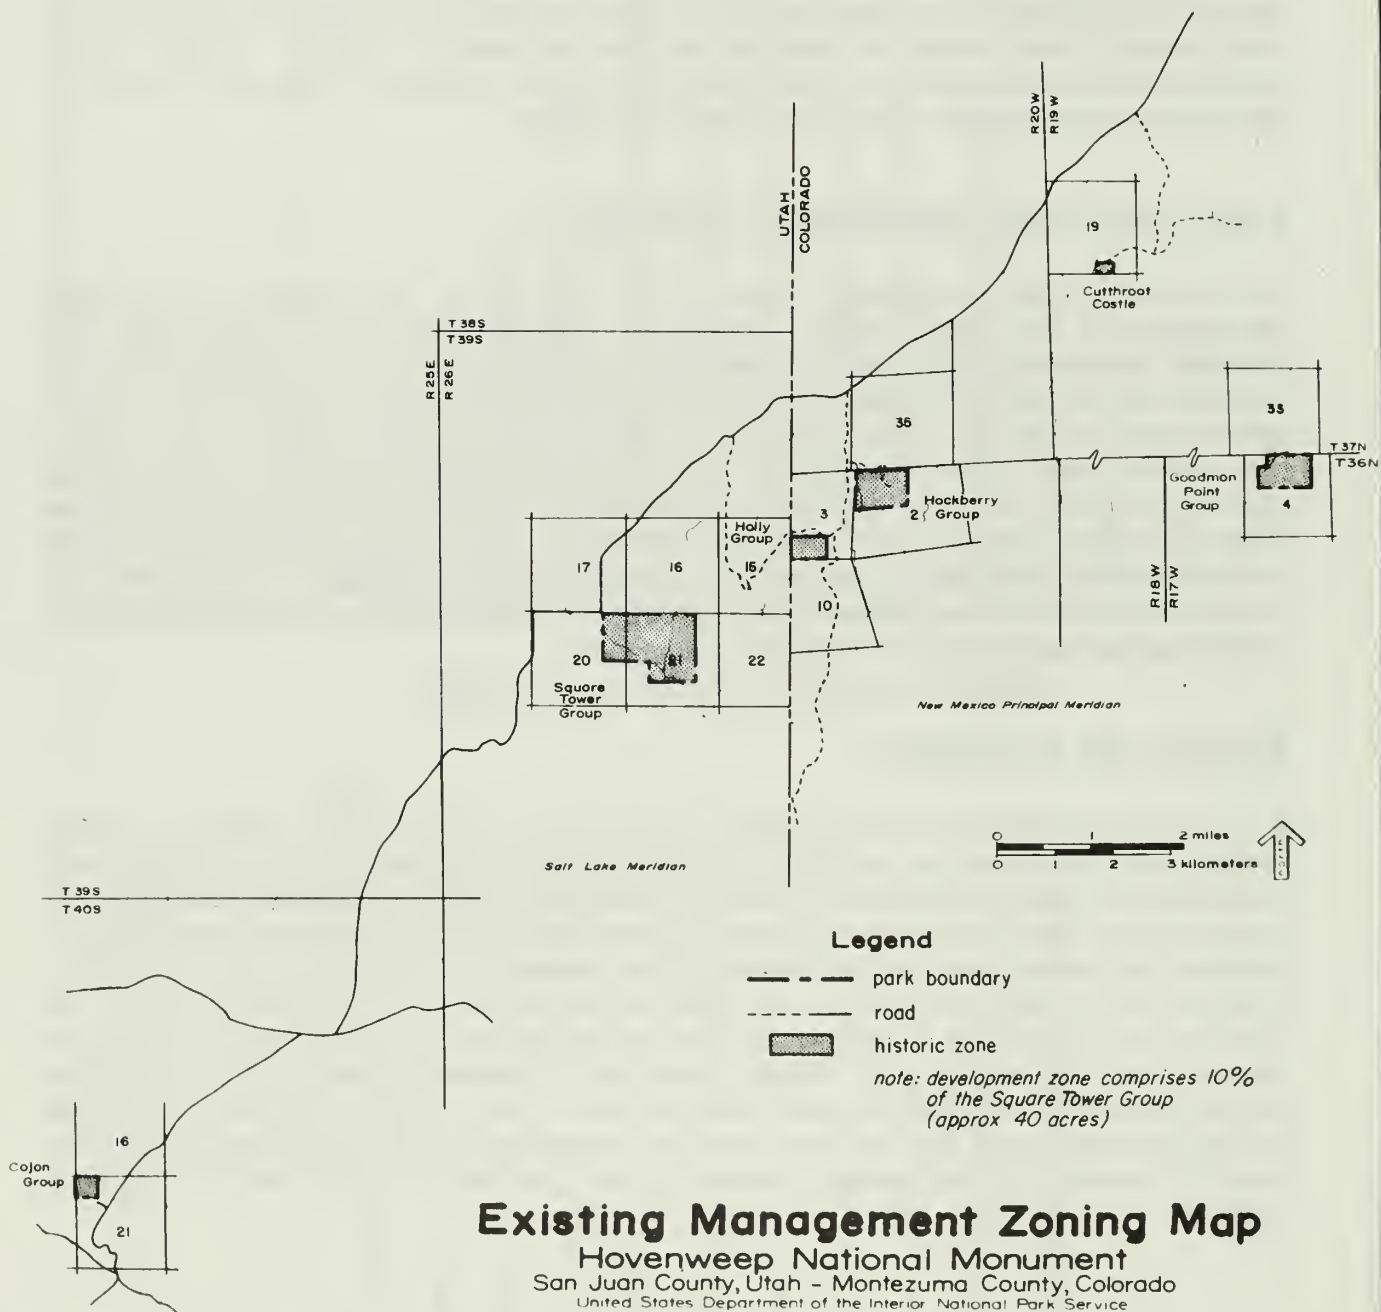 R20W
R19W
UTAH
COLORADO
19
Cutthroat
Castle
T38S
T39S
R25E
R26E
36
33
T37N
T36N
Goodman
Point
Group
4
3
2
Hackberry
Group
Holly
Group
17
16
15
10
R18W
R17W
20
21
22
Square
Tower
Group
New Mexico Principal Meridian
0 1 2 miles
0 1 2 3 kilometers
north
Salt Lake Meridian
T39S
T40S
Legend
park boundary
road
historic zone
note: development zone comprises 10%
of the Square Tower Group
(approx 40 acres)
16
Cajon
Group
21
Existing Management Zoning Map
Hovenweep National Monument
San Juan County, Utah - Montezuma County, Colorado
United States Department of the Interior National Park Service